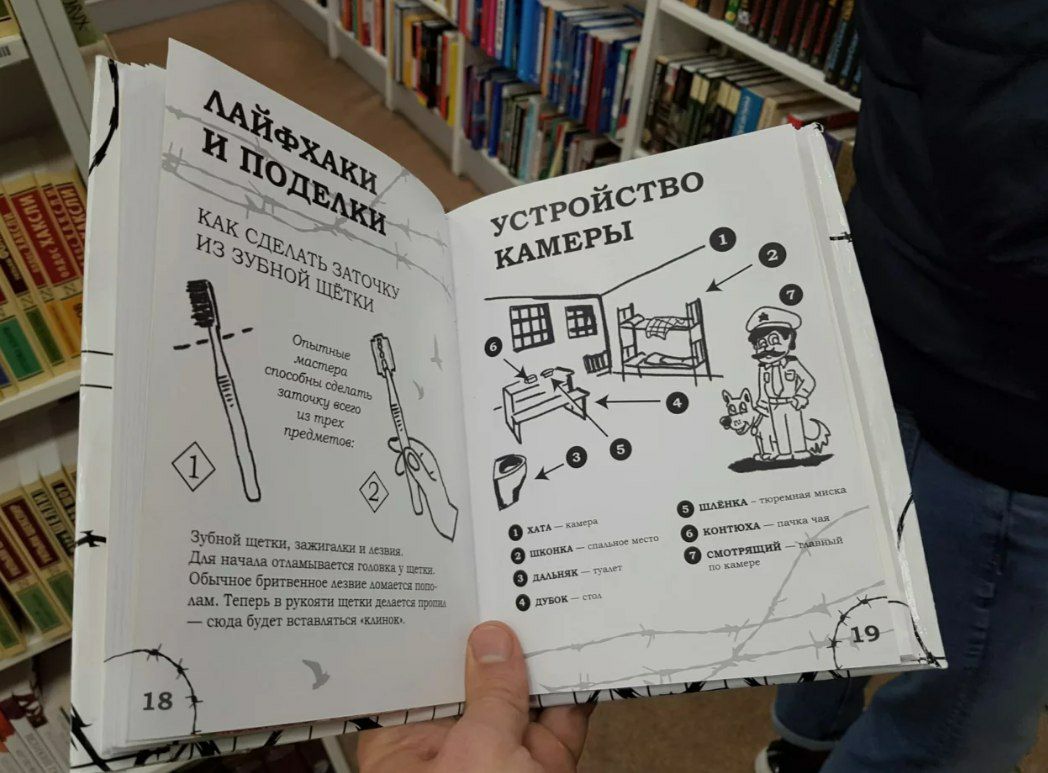 ЛАЙФХАКИ
И ПОДЕЛКИ
КАК СДЕЛАТЬ ЗАТОЧКУ
ИЗ ЗУБНОЙ ЩЁТКИ
Опытные
мастера
способны сделать
заточку всего
из трех
предметов:
1
2
Зубной щетки, зажигалки и лезвия.
Для начала отламывается головка у щетки.
Обычное бритвенное лезвие ломается попо-
лам. Теперь в рукояти щетки делается пропил
— сюда будет вставляться «клинок».
18
УСТРОЙСТВО
КАМЕРЫ
1
2
7
6
4
3
5
1 ХАТА — камера
2 ШКОНКА — спальное место
3 ДАЛЬНЯК — туалет
4 ДУБОК — стол
5 ШЛЁНКА – тюремная миска
6 КОНТЮХА — пачка чая
7 СМОТРЯЩИЙ — главный
по камере
19
ХАКСЛИ